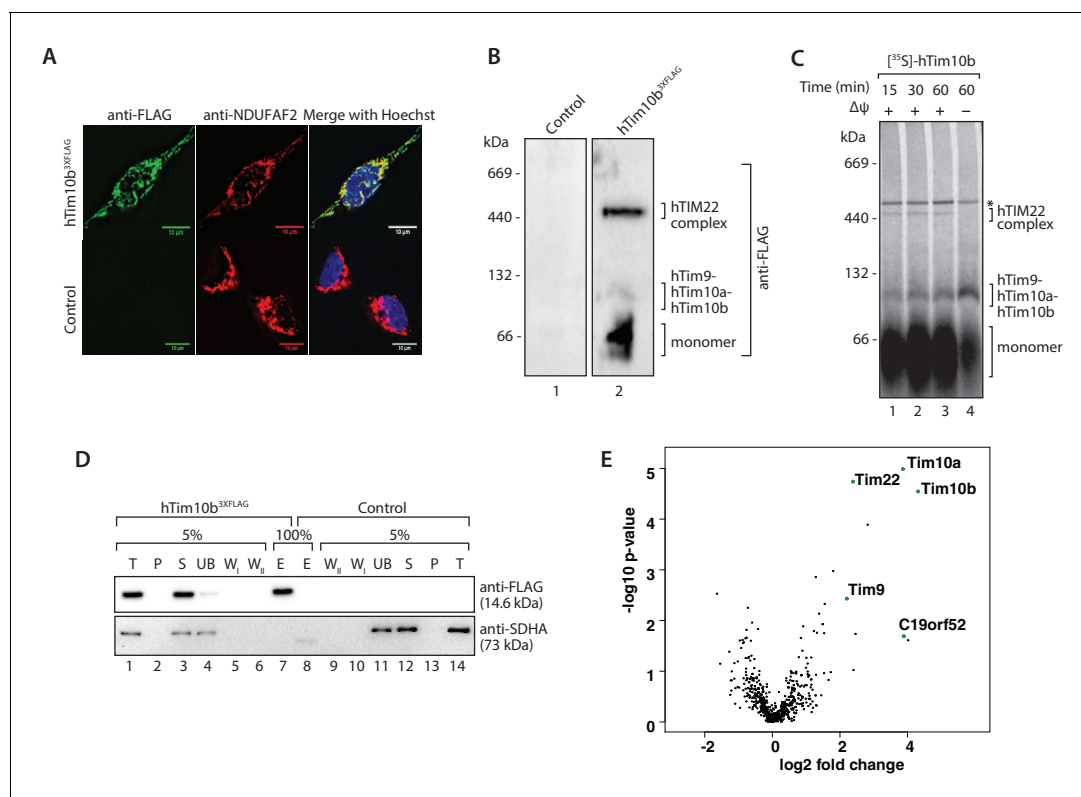 A
anti-FLAG anti-NDUFAF2 Merge with Hoechst
hTim10b3XFLAG
10 μm 10 μm 10 μm
Control
10 μm 10 μm 10 μm
B
Control hTim10b3XFLAG
kDa
669 -
440 -
132 -
66 -
hTIM22
complex
hTim9-
hTim10a-
hTim10b
monomer
anti-FLAG
1 2
C
[35S]-hTim10b
Time (min) 15 30 60 60
Δψ + + + −
kDa
669 -
440 -
132 -
66 -
*
hTIM22
complex
hTim9-
hTim10a-
hTim10b
monomer
1 2 3 4
D
hTim10b3XFLAG Control
5% 100% 5%
T P S UB WI WII E E WII WI UB S P T
anti-FLAG
(14.6 kDa)
anti-SDHA
(73 kDa)
1 2 3 4 5 6 7 8 9 10 11 12 13 14
E
-log10 p-value
5
4
3
2
1
0
Tim10a
Tim22
Tim10b
Tim9
C19orf52
-2 0 2 4
log2 fold change